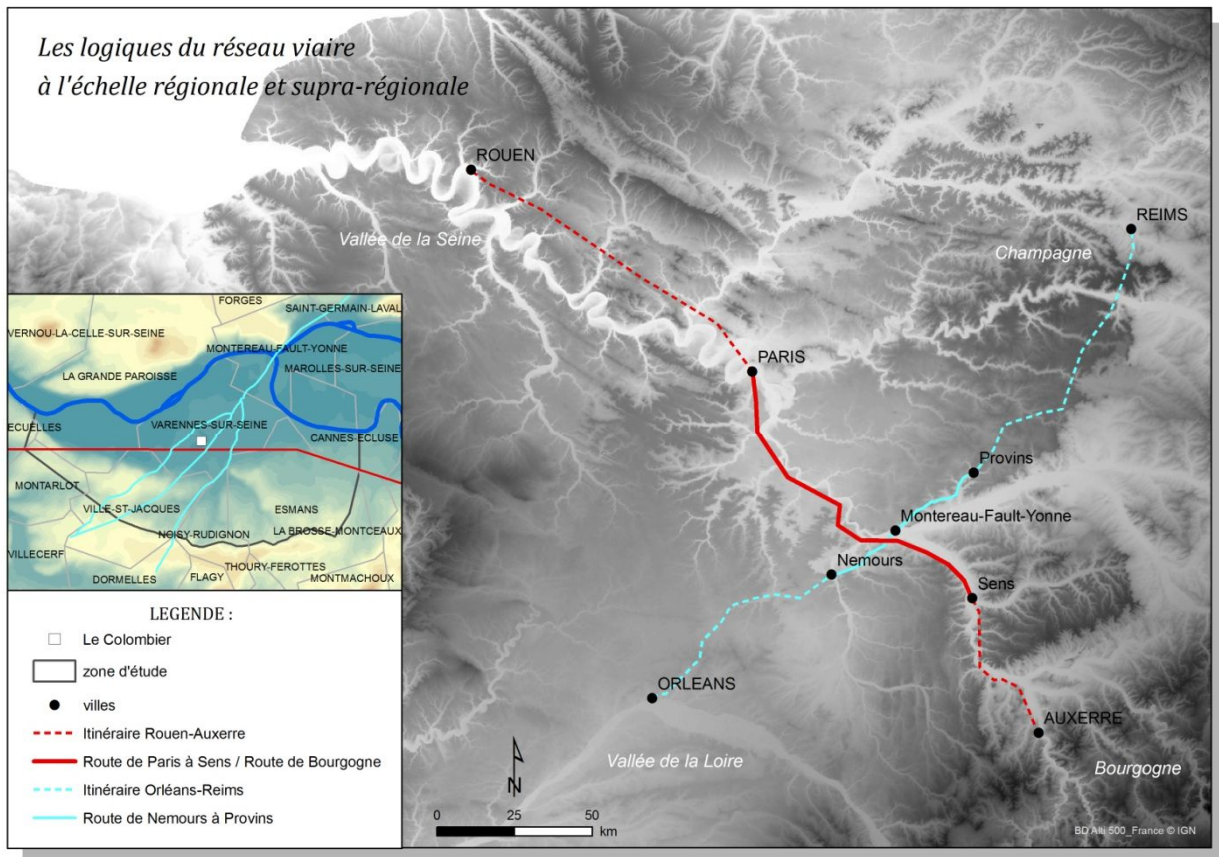 Les logiques du réseau viaire
à l'échelle régionale et supra-régionale
ROUEN
Vallée de la Seine
REIMS
Champagne
PARIS
Provins
Montereau-Fault-Yonne
Nemours
Sens
ORLEANS
AUXERRE
Vallée de la Loire
Bourgogne
FORGES
SAINT-GERMAIN-LAVAL
VERNOU-LA-CELLE-SUR-SEINE
MONTEREAU-FAULT-YONNE
MAROLLES-SUR-SEINE
LA GRANDE PAROISSE
ECUELLES
VARENNES-SUR-SEINE
CANNES-ECLUSE
MONTARLOT
VILLE-ST-JACQUES
ESMANS
NOISY-RUDIGNON
LA BROSSE-MONTCEAUX
VILLECERF
THOURY-FEROTTES
DORMELLES
FLAGY
MONTMACHOUX
LEGENDE :
Le Colombier
zone d'étude
villes
Itinéraire Rouen-Auxerre
Route de Paris à Sens / Route de Bourgogne
Itinéraire Orléans-Reims
Route de Nemours à Provins
N
0 25 50
km
BD Alti 500_France © IGN